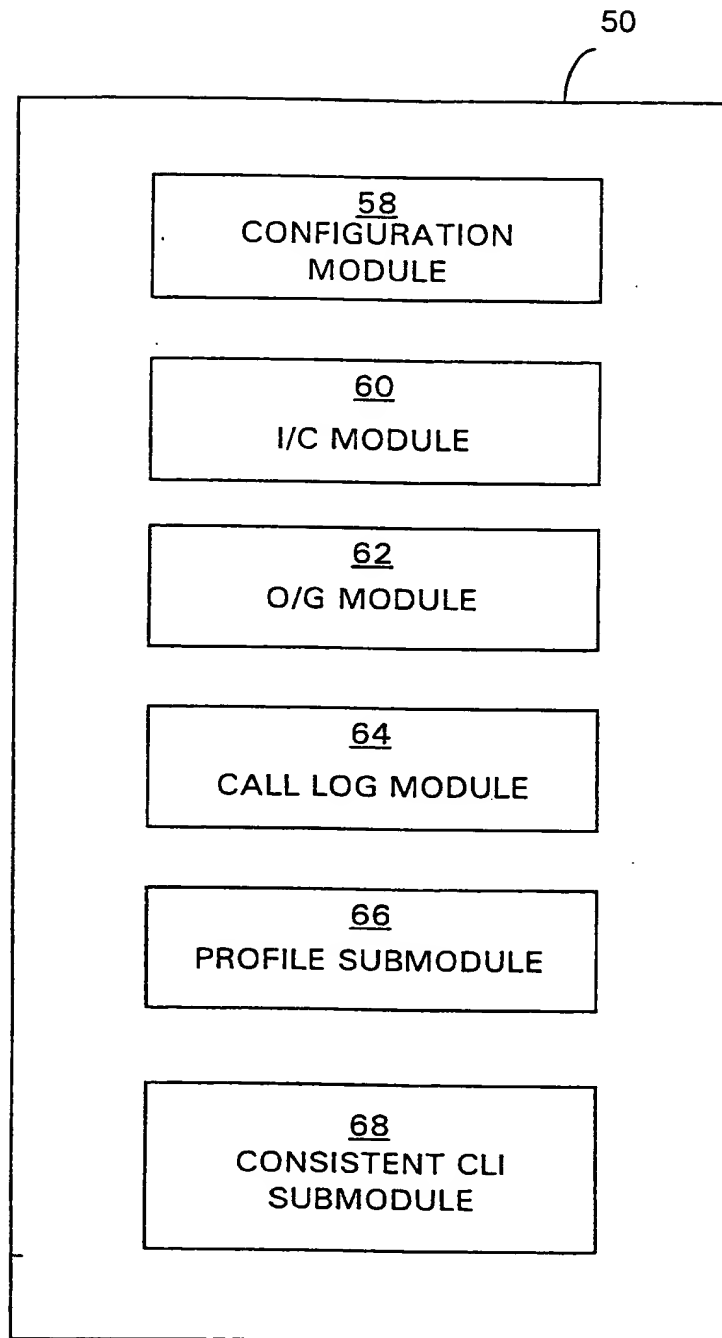 50
58
CONFIGURATION
MODULE
60
I/C MODULE
62
O/G MODULE
64
CALL LOG MODULE
66
PROFILE SUBMODULE
68
CONSISTENT CLI
SUBMODULE